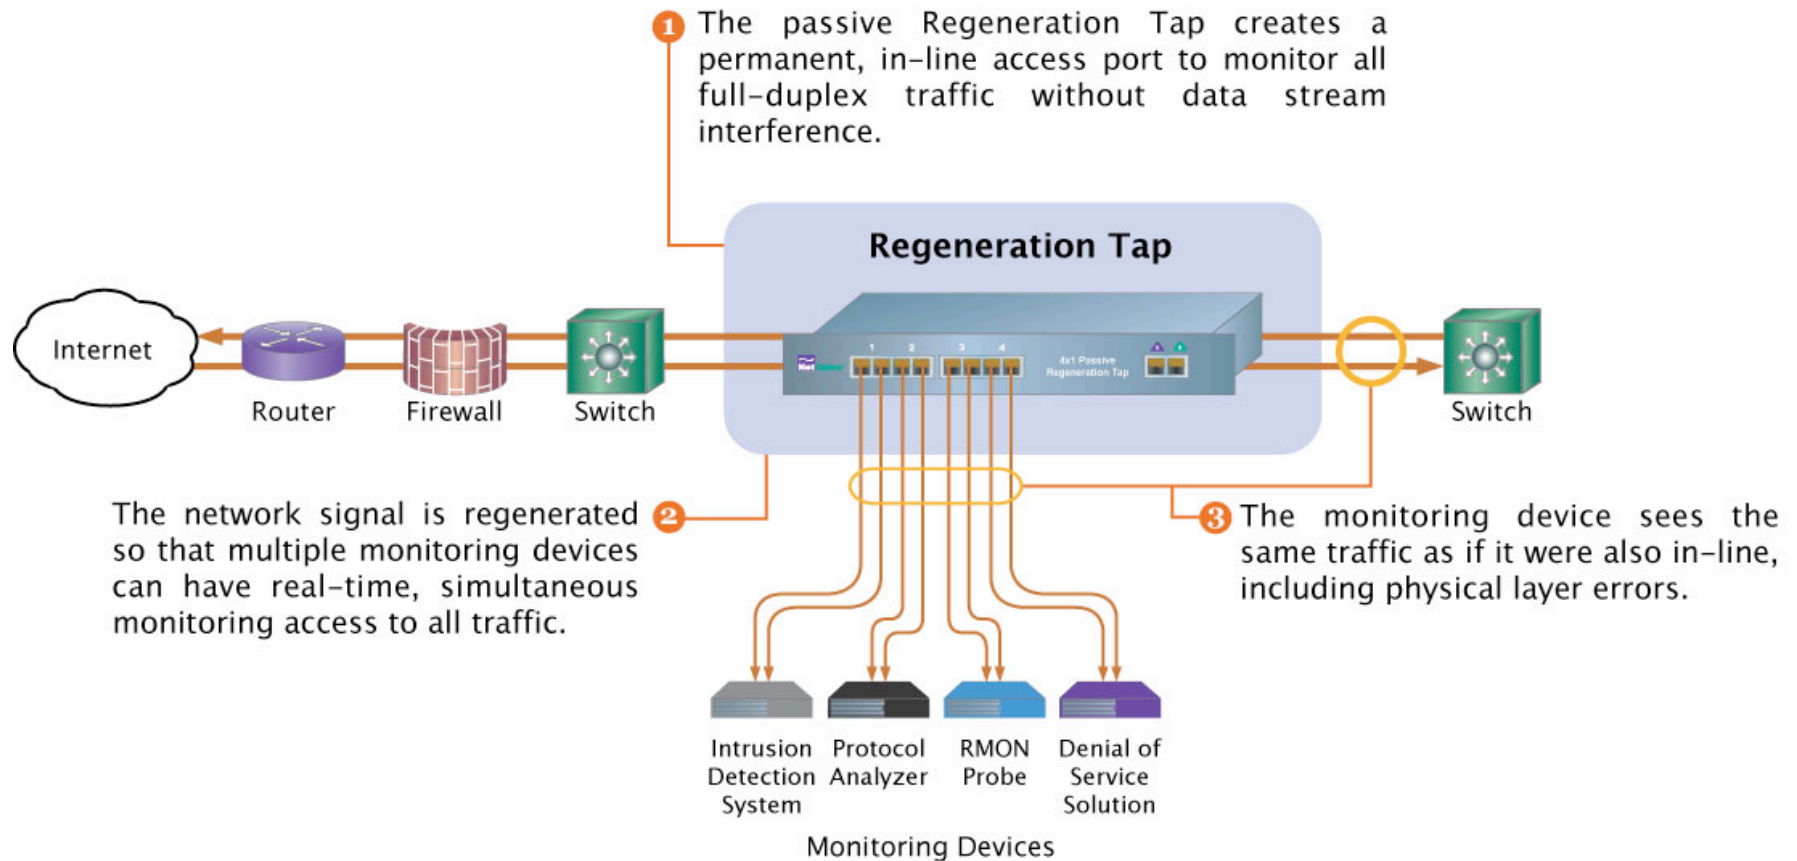 1 The passive Regeneration Tap creates a
permanent, in-line access port to monitor all
full-duplex traffic without data stream
interference.
Regeneration Tap
Internet
Router
Firewall
Switch
Net
1 2 3 4
4x1 Passive
Regeneration Tap
Switch
The network signal is regenerated
so that multiple monitoring devices
can have real-time, simultaneous
monitoring access to all traffic.
2
3 The monitoring device sees the
same traffic as if it were also in-line,
including physical layer errors.
Intrusion
Detection
System
Protocol
Analyzer
RMON
Probe
Denial of
Service
Solution
Monitoring Devices